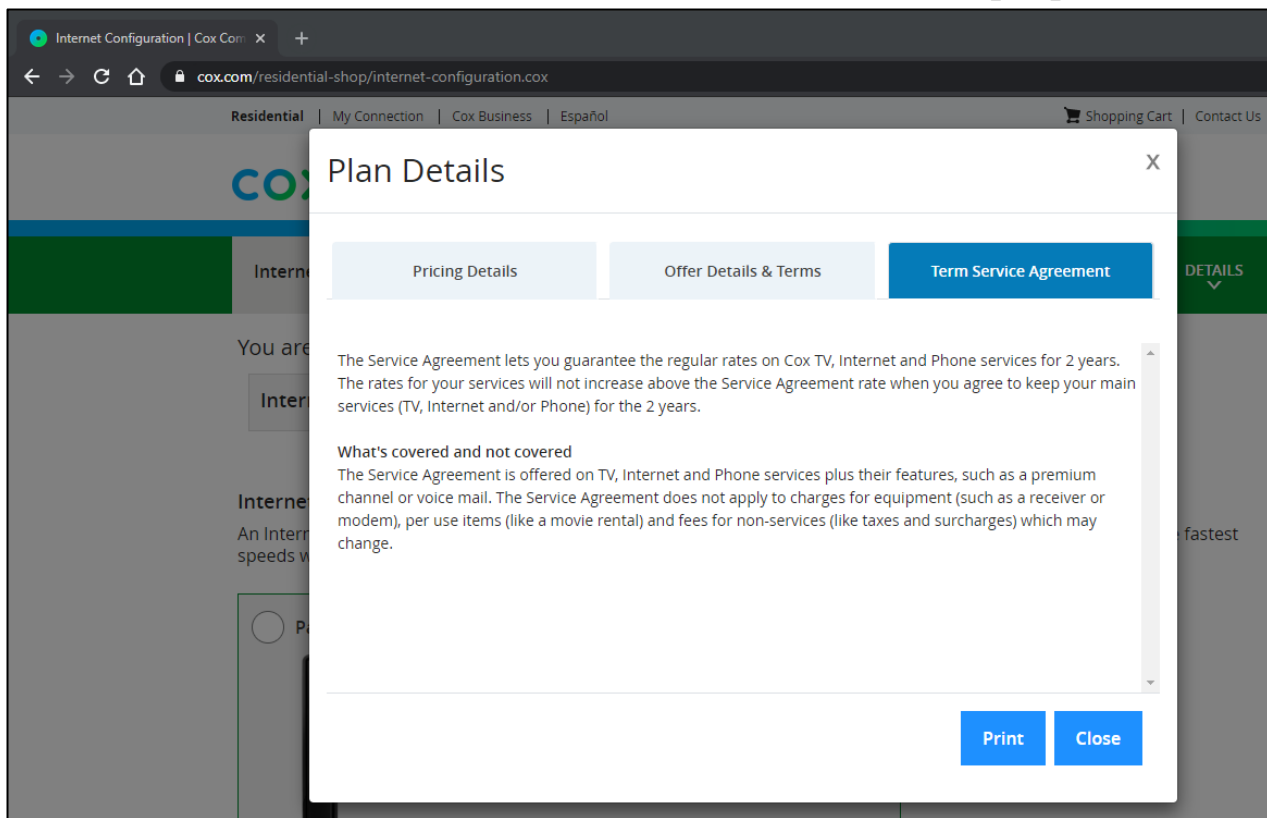 Internet Configuration | Cox Com
cox.com/residential-shop/internet-configuration.cox
Residential | My Connection | Cox Business | Español Shopping Cart | Contact Us
Plan Details X
COX
Pricing Details Offer Details & Terms Term Service Agreement
DETAILS
You are
The Service Agreement lets you guarantee the regular rates on Cox TV, Internet and Phone services for 2 years.
The rates for your services will not increase above the Service Agreement rate when you agree to keep your main
services (TV, Internet and/or Phone) for the 2 years.
What's covered and not covered
The Service Agreement is offered on TV, Internet and Phone services plus their features, such as a premium
channel or voice mail. The Service Agreement does not apply to charges for equipment (such as a receiver or
modem), per use items (like a movie rental) and fees for non-services (like taxes and surcharges) which may
change.
An Intern
fastest
speeds w
Print Close